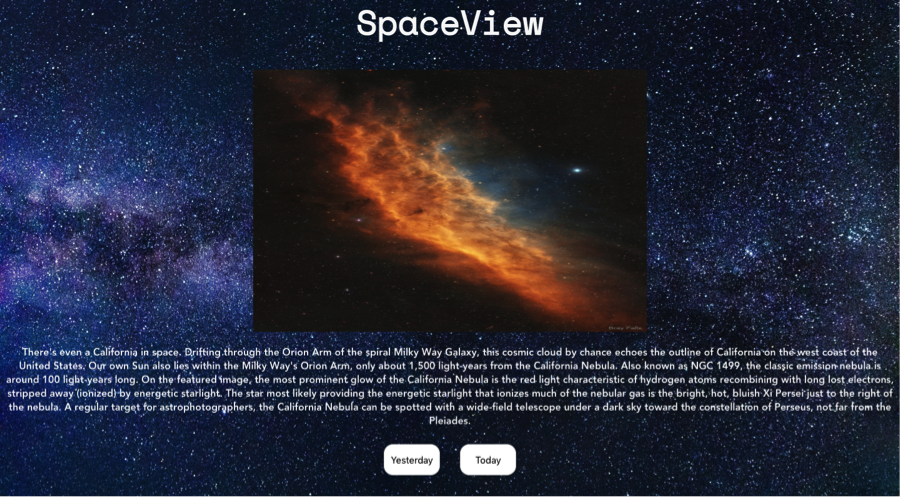 SpaceView
There's even a California in space. Drifting through the Orion Arm of the spiral Milky Way Galaxy, this cosmic cloud by chance echoes the outline of California on the west coast of the
United States. Our own Sun also lies within the Milky Way's Orion Arm, only about 1,500 light-years from the California Nebula. Also known as NGC 1499, the classic emission nebula is
around 100 light-years long. On the featured image, the most prominent glow of the California Nebula is the red light characteristic of hydrogen atoms recombining with long lost electrons,
stripped away (ionized) by energetic starlight. The star most likely providing the energetic starlight that ionizes much of the nebular gas is the bright, hot, bluish Xi Persei just to the right of
the nebula. A regular target for astrophotographers, the California Nebula can be spotted with a wide-field telescope under a dark sky toward the constellation of Perseus, not far from the
Pleiades.
Yesterday
Today